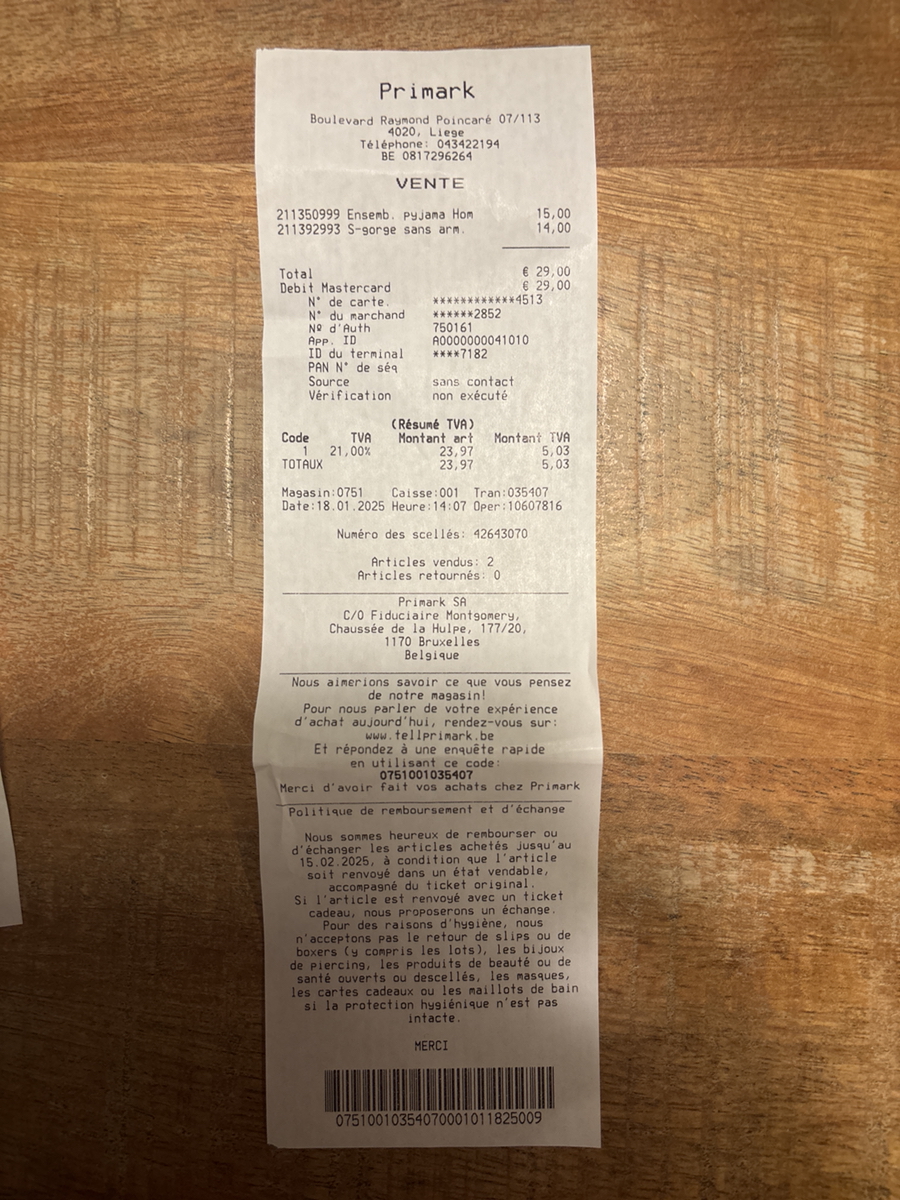 Primark
Boulevard Raymond Poincaré 07/113
4020, Liege
Téléphone: 043422194
BE 0817296264
VENTE
211350999 Ensemb. pyjama Hom 15,00
211392993 S-gorge sans arm. 14,00
Total € 29,00
Debit Mastercard € 29,00
N° de carte. ************4513
N° du marchand ******2852
Nº d'Auth 750161
App. ID A0000000041010
ID du terminal ****7182
PAN N° de séq
Source sans contact
Vérification non exécuté
(Résumé TVA)
Code TVA Montant art Montant TVA
1 21,00% 23,97 5,03
TOTAUX 23,97 5,03
Magasin:0751 Caisse:001 Tran:035407
Date:18.01.2025 Heure:14:07 Oper:10607816
Numéro des scellés: 42643070
Articles vendus: 2
Articles retournés: 0
Primark SA
C/O Fiduciaire Montgomery,
Chaussée de la Hulpe, 177/20,
1170 Bruxelles
Belgique
Nous aimerions savoir ce que vous pensez
de notre magasin!
Pour nous parler de votre expérience
d'achat aujourd'hui, rendez-vous sur:
www.tellprimark.be
Et répondez à une enquête rapide
en utilisant ce code:
0751001035407
Merci d'avoir fait vos achats chez Primark
Politique de remboursement et d'échange
Nous sommes heureux de rembourser ou
d'échanger les articles achetés jusqu'au
15.02.2025, à condition que l'article
soit renvoyé dans un état vendable,
accompagné du ticket original.
Si l'article est renvoyé avec un ticket
cadeau, nous proposerons un échange.
Pour des raisons d'hygiène, nous
n'acceptons pas le retour de slips ou de
boxers (y compris les lots), les bijoux
de piercing, les produits de beauté ou de
santé ouverts ou descellés, les masques,
les cartes cadeaux ou les maillots de bain
si la protection hygiénique n'est pas
intacte.
MERCI
07510010354070001011825009